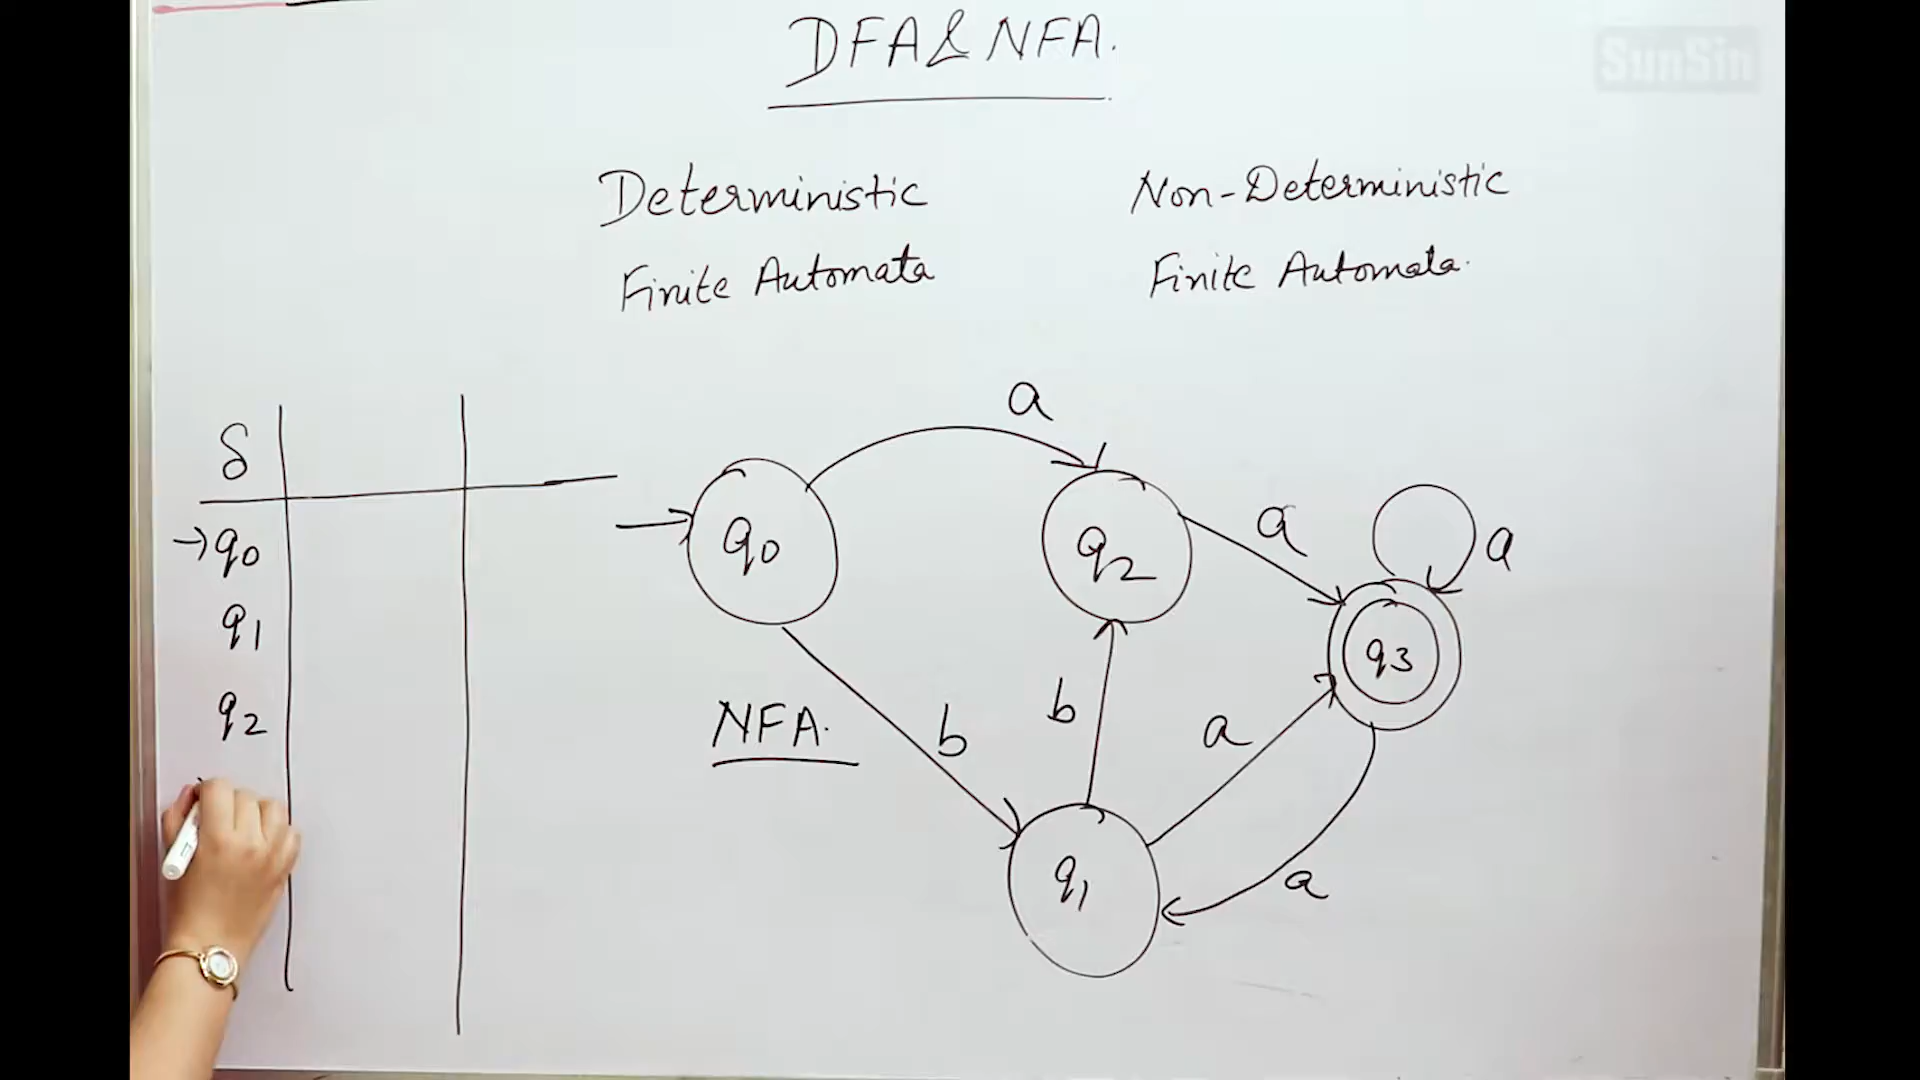 DFA & NFA.
SunSin
Deterministic
Finite Automata
Non-Deterministic
Finite Automata.
δ
→q0
q1
q2
a
q0
q2
a
a
q3
b
b
a
NFA.
q1
a